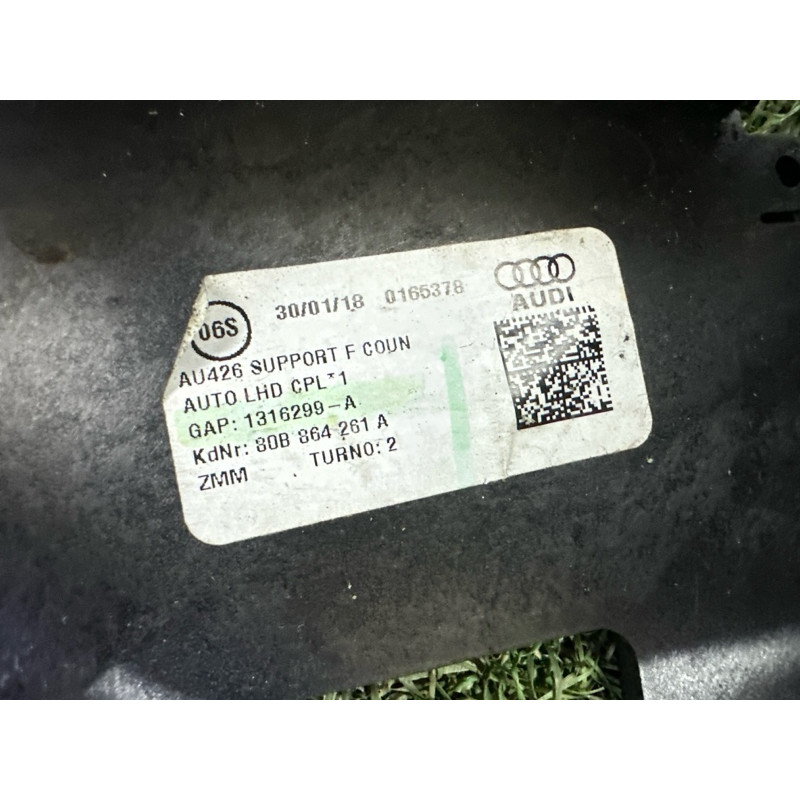 30/01/18 0165378
AUDI
06S
AU426 SUPPORT F COUN
AUTO LHD CPL*1
GAP: 1316299-A
KdNr: 80B 864 261 A
ZMM TURNO: 2